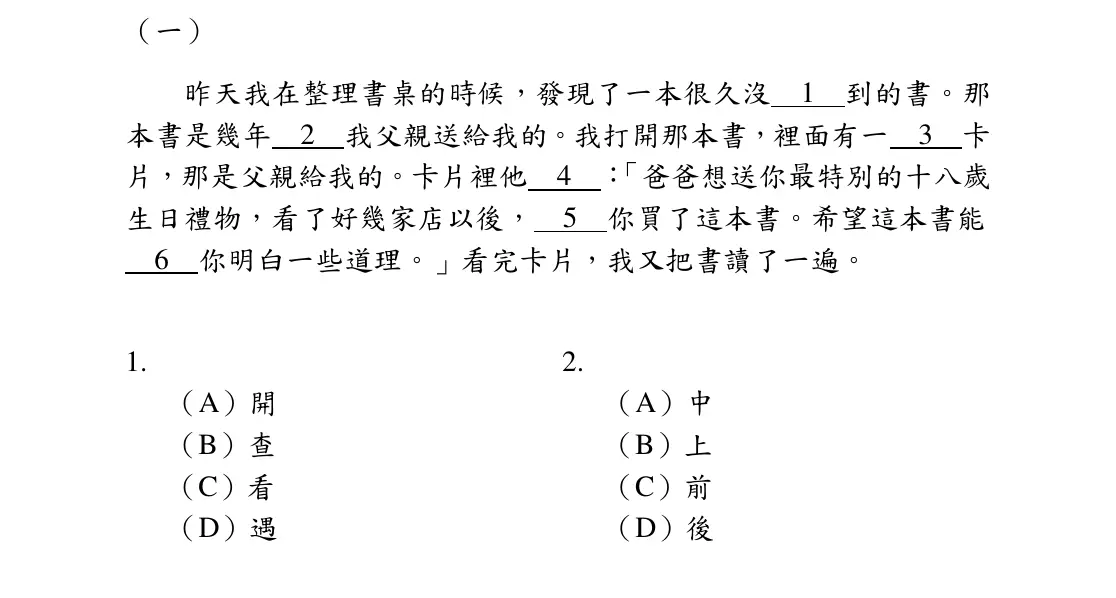 （一）
昨天我在整理書桌的時候，發現了一本很久沒 1 到的書。那
本書是幾年 2 我父親送給我的。我打開那本書，裡面有一 3 卡
片，那是父親給我的。卡片裡他 4 ：「爸爸想送你最特別的十八歲
生日禮物，看了好幾家店以後， 5 你買了這本書。希望這本書能
6 你明白一些道理。」看完卡片，我又把書讀了一遍。
1.
（A）開
（B）查
（C）看
（D）遇
2.
（A）中
（B）上
（C）前
（D）後